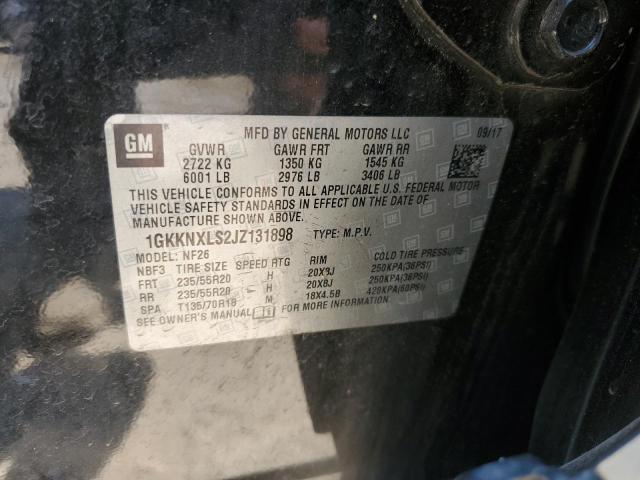 GM
MFD BY GENERAL MOTORS LLC 09/17
GVWR GAWR FRT GAWR RR
2722 KG 1350 KG 1545 KG
6001 LB 2976 LB 3406 LB
THIS VEHICLE CONFORMS TO ALL APPLICABLE U.S. FEDERAL MOTOR
VEHICLE SAFETY STANDARDS IN EFFECT ON THE DATE OF
MANUFACTURE SHOWN ABOVE.
1GKKNXLS2JZ131898 TYPE: M.P.V.
MODEL: NF26
NBF3 TIRE SIZE SPEED RTG RIM COLD TIRE PRESSURE
FRT 235/55R20 H 20X8J 250KPA(36PSI)
RR 235/55R20 H 20X8J 250KPA(36PSI)
SPA T135/70R18 M 18X4.5B 420KPA(60PSI)
SEE OWNER'S MANUAL FOR MORE INFORMATION.